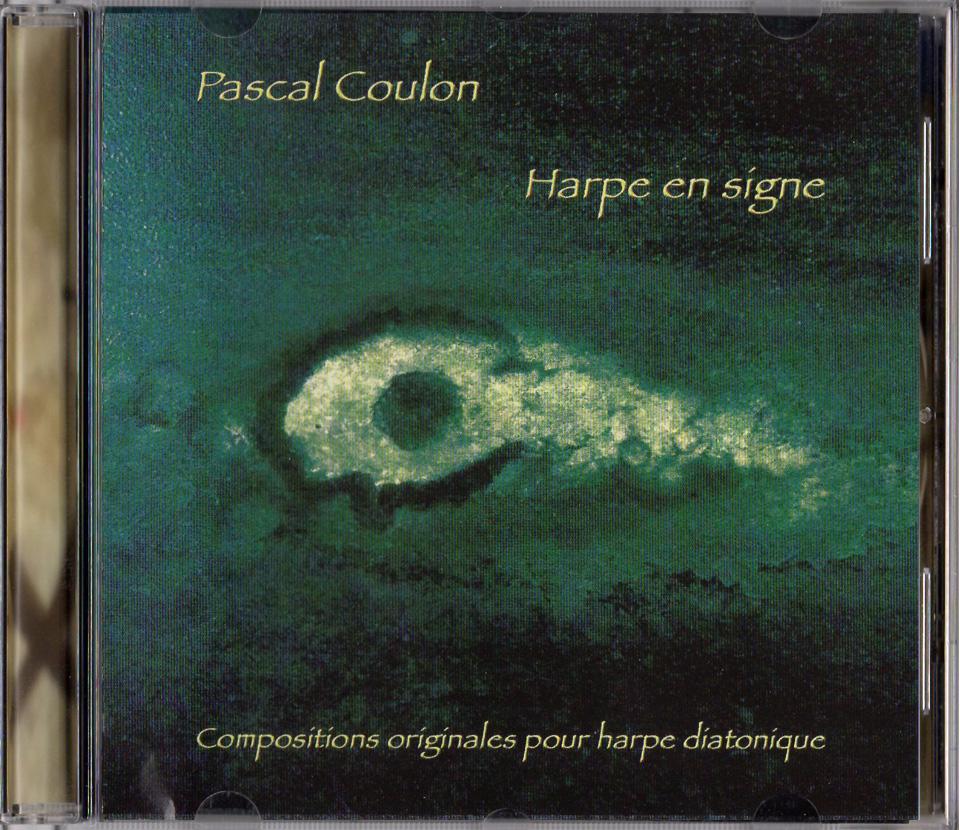 Pascal Coulon
Harpe en signe
Compositions originales pour harpe diatonique